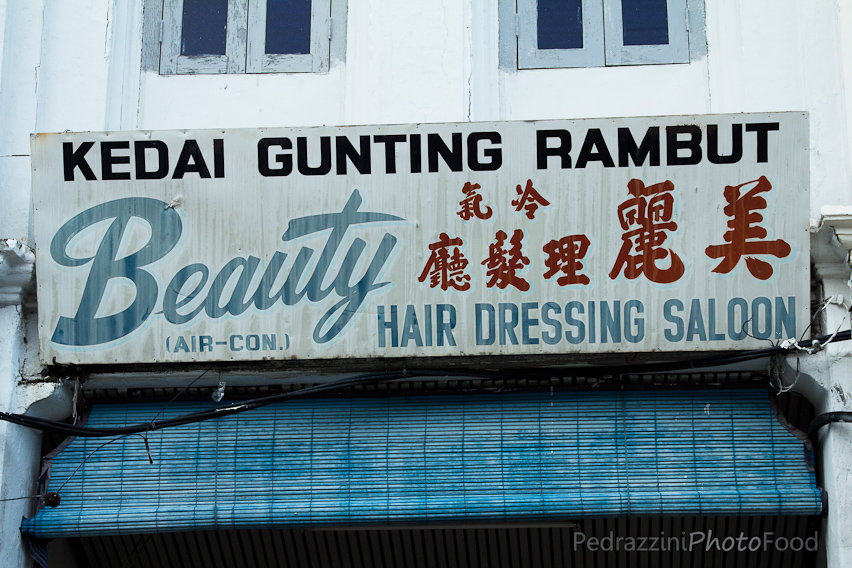 KEDAI GUNTING RAMBUT
Beauty
(AIR-CON.)
美麗
冷氣
理髮廳
HAIR DRESSING SALOON
PedrazziniPhotoFood